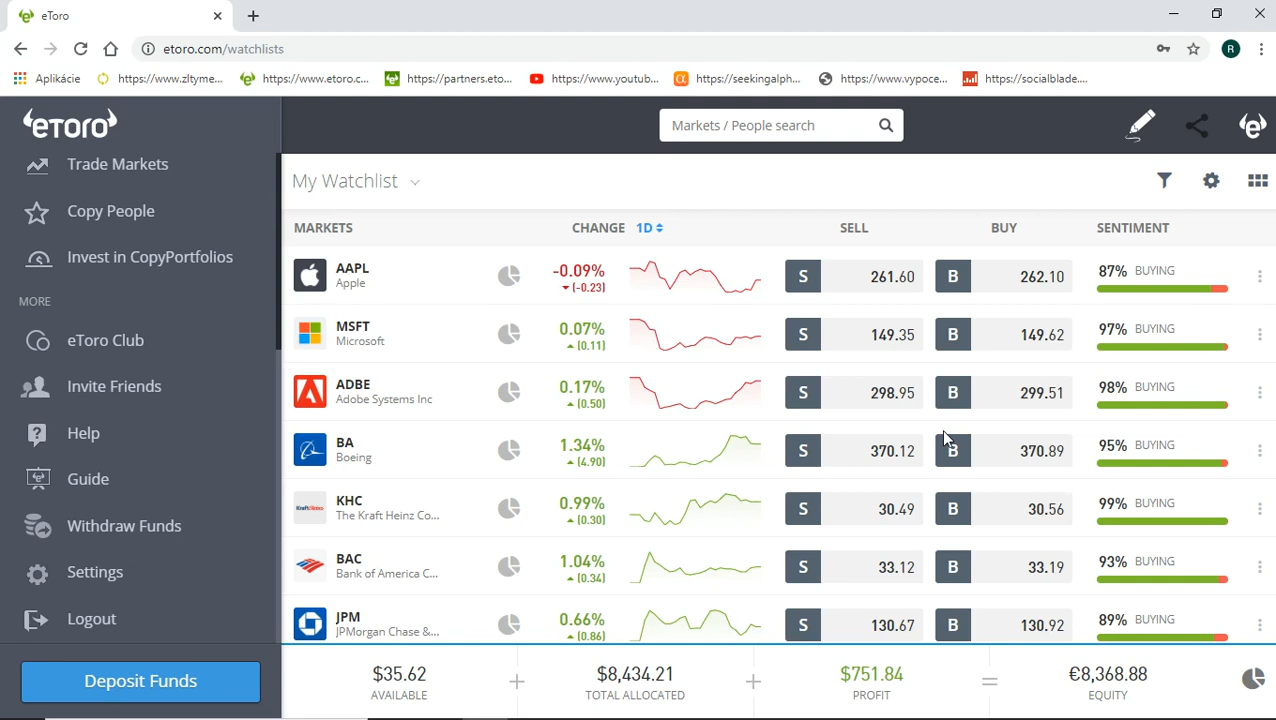 eToro
etoro.com/watchlists
R
Aplikácie https://www.zltyme... https://www.etoro.c... https://partners.eto... https://www.youtub... https://seekingalph... https://www.vypoce... https://socialblade....
eToro
Markets / People search
Trade Markets
Copy People
Invest in CopyPortfolios
MORE
eToro Club
Invite Friends
Help
Guide
Withdraw Funds
Settings
Logout
Deposit Funds
My Watchlist
MARKETS CHANGE 1D SELL BUY SENTIMENT
AAPL -0.09% S 261.60 B 262.10 87% BUYING
Apple (-0.23)
MSFT 0.07% S 149.35 B 149.62 97% BUYING
Microsoft (0.11)
ADBE 0.17% S 298.95 B 299.51 98% BUYING
Adobe Systems Inc (0.50)
BA 1.34% S 370.12 B 370.89 95% BUYING
Boeing (4.90)
KHC 0.99% S 30.49 B 30.56 99% BUYING
The Kraft Heinz Co... (0.30)
BAC 1.04% S 33.12 B 33.19 93% BUYING
Bank of America C... (0.34)
JPM 0.66% S 130.67 B 130.92 89% BUYING
JPMorgan Chase &... (0.86)
$35.62 + $8,434.21 + $751.84 = €8,368.88
AVAILABLE TOTAL ALLOCATED PROFIT EQUITY